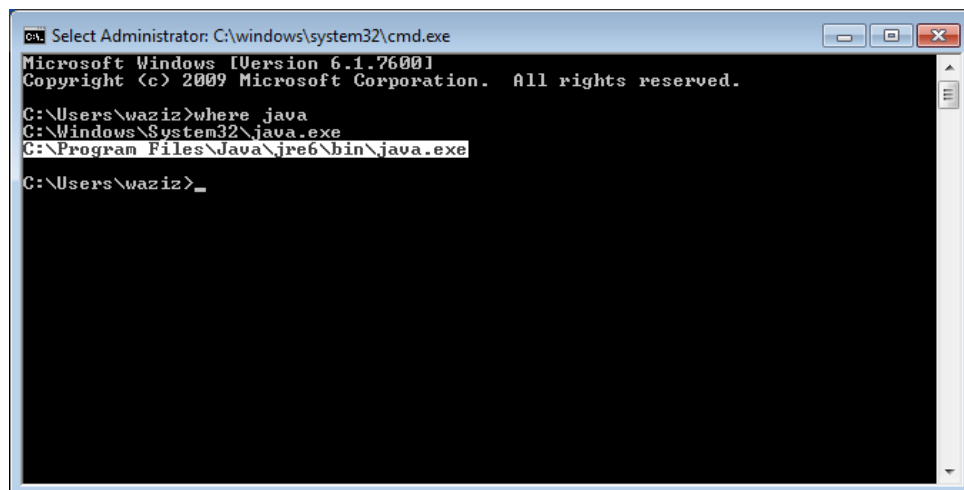 Select Administrator: C:\windows\system32\cmd.exe
Microsoft Windows [Version 6.1.7600]
Copyright (c) 2009 Microsoft Corporation.  All rights reserved.
C:\Users\waziz>where java
C:\Windows\System32\java.exe
C:\Program Files\Java\jre6\bin\java.exe
C:\Users\waziz>_